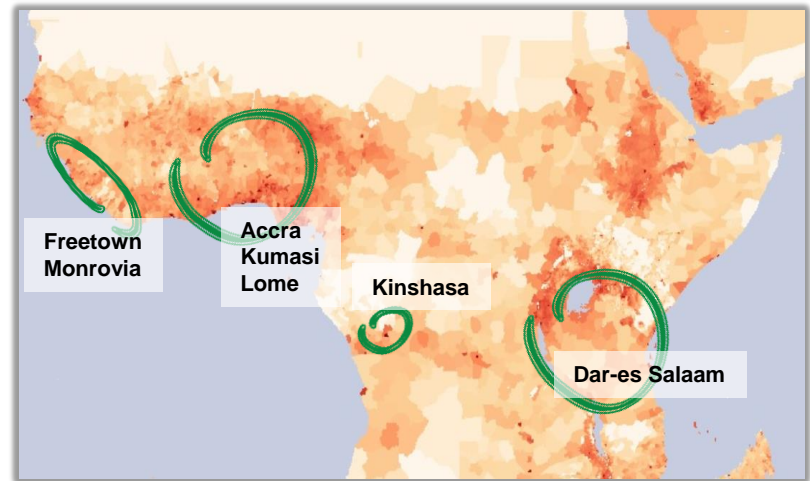 Freetown
Monrovia
Accra
Kumasi
Lome
Kinshasa
Dar-es Salaam